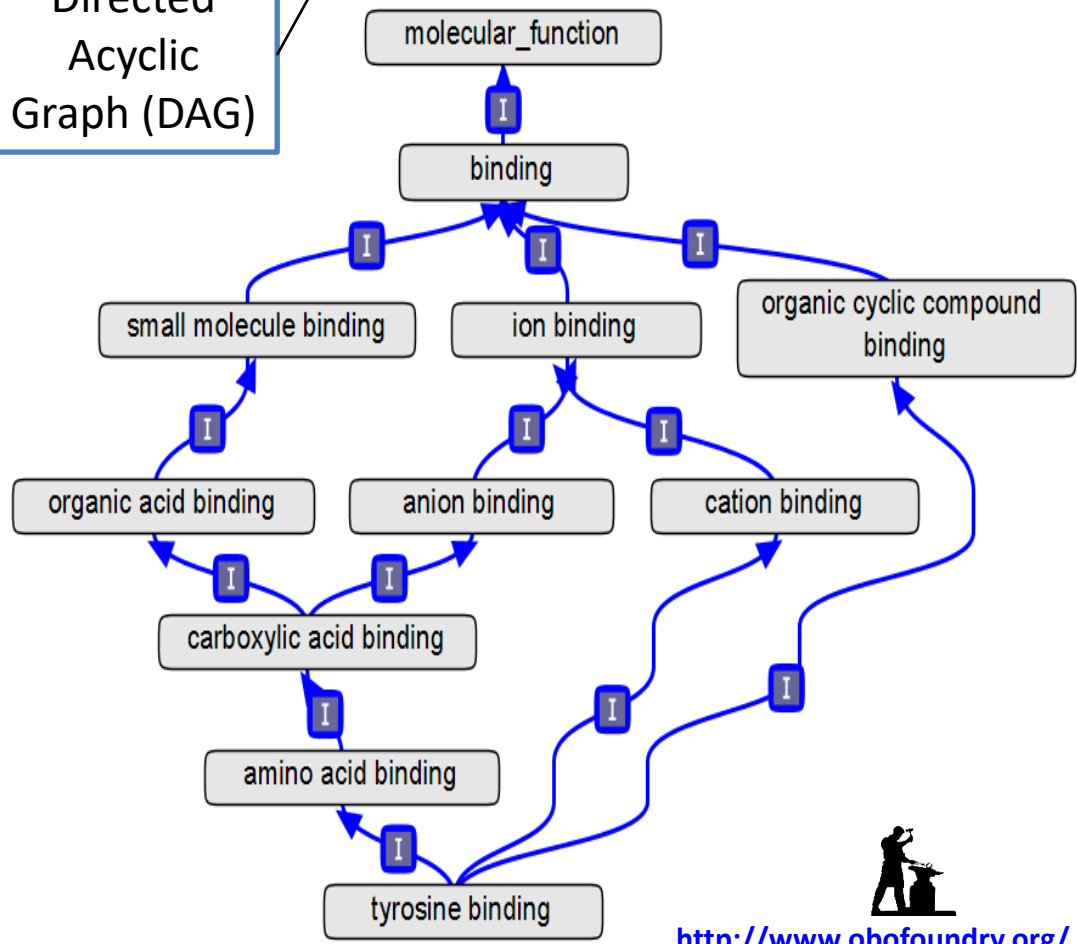 Directed
Acyclic
Graph (DAG)
molecular_function
I
binding
I
I
I
small molecule binding
ion binding
organic cyclic compound
binding
I
I
I
organic acid binding
anion binding
cation binding
I
I
carboxylic acid binding
I
I
I
amino acid binding
I
tyrosine binding
http://www.obofoundry.org/